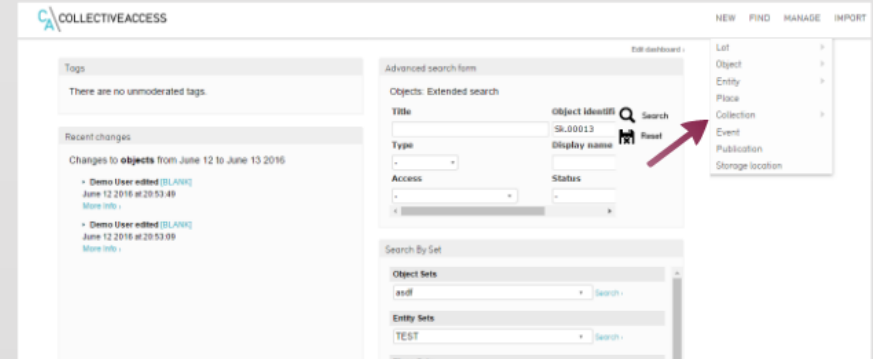 CA COLLECTIVEACCESS
NEW FIND MANAGE IMPORT
Edit dashboard ›
Lot ›
Object ›
Entity ›
Place
Collection ›
Event
Publication
Storage location
Tags
There are no unmoderated tags.
Recent changes
Changes to objects from June 12 to June 13 2016
Demo User edited [BLANK]
June 12 2016 at 20:53:49
More info ›
Demo User edited [BLANK]
June 12 2016 at 20:53:09
More info ›
Advanced search form
Objects: Extended search
Title Object identifi
Sk.00013
Search
Reset
Type Display name
-
Access Status
- -
Search By Set
Object Sets
asdf Search ›
Entity Sets
TEST Search ›